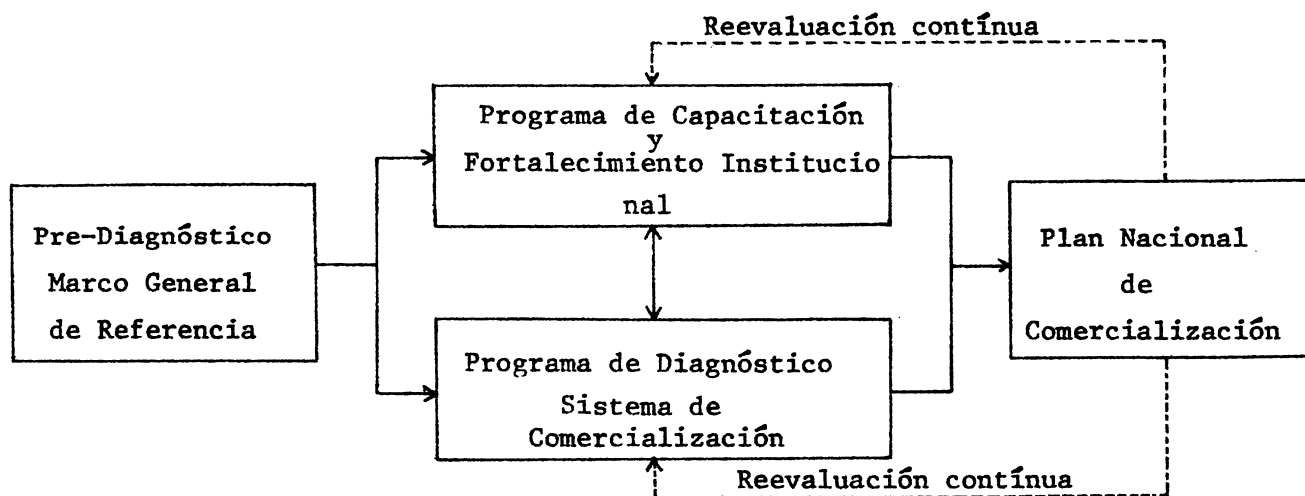 Reevaluación contínua
Programa de Capacitación
y
Fortalecimiento Institucio
nal
Pre-Diagnóstico
Marco General
de Referencia
Plan Nacional
de
Comercialización
Programa de Diagnóstico
Sistema de
Comercialización
Reevaluación contínua